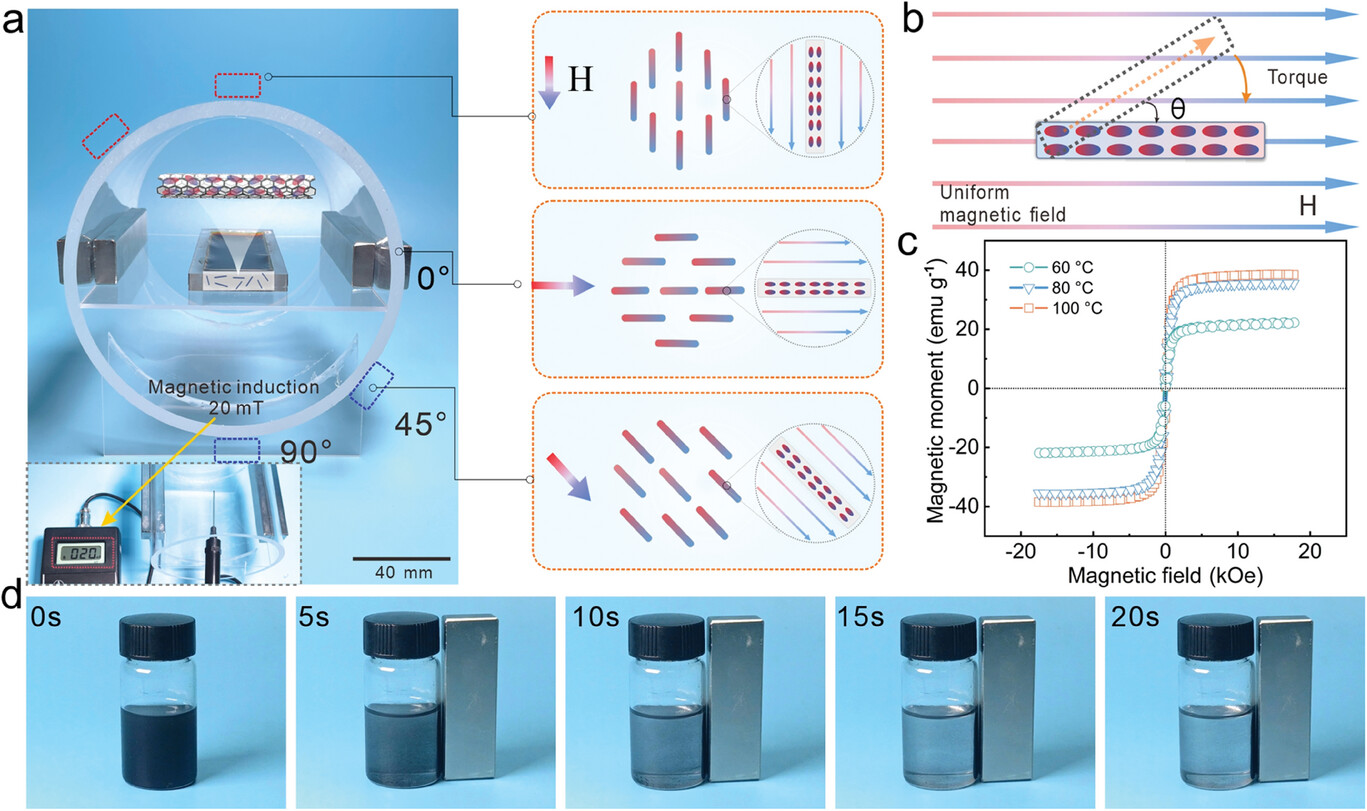 a
H
0°
Magnetic induction
20 mT
45°
90°
020
40 mm
b
Torque
θ
Uniform
magnetic field
H
c
Magnetic moment (emu g⁻¹)
60 °C
80 °C
100 °C
40
20
0
-20
-40
-20
-10
0
10
20
Magnetic field (kOe)
d
0s
5s
10s
15s
20s